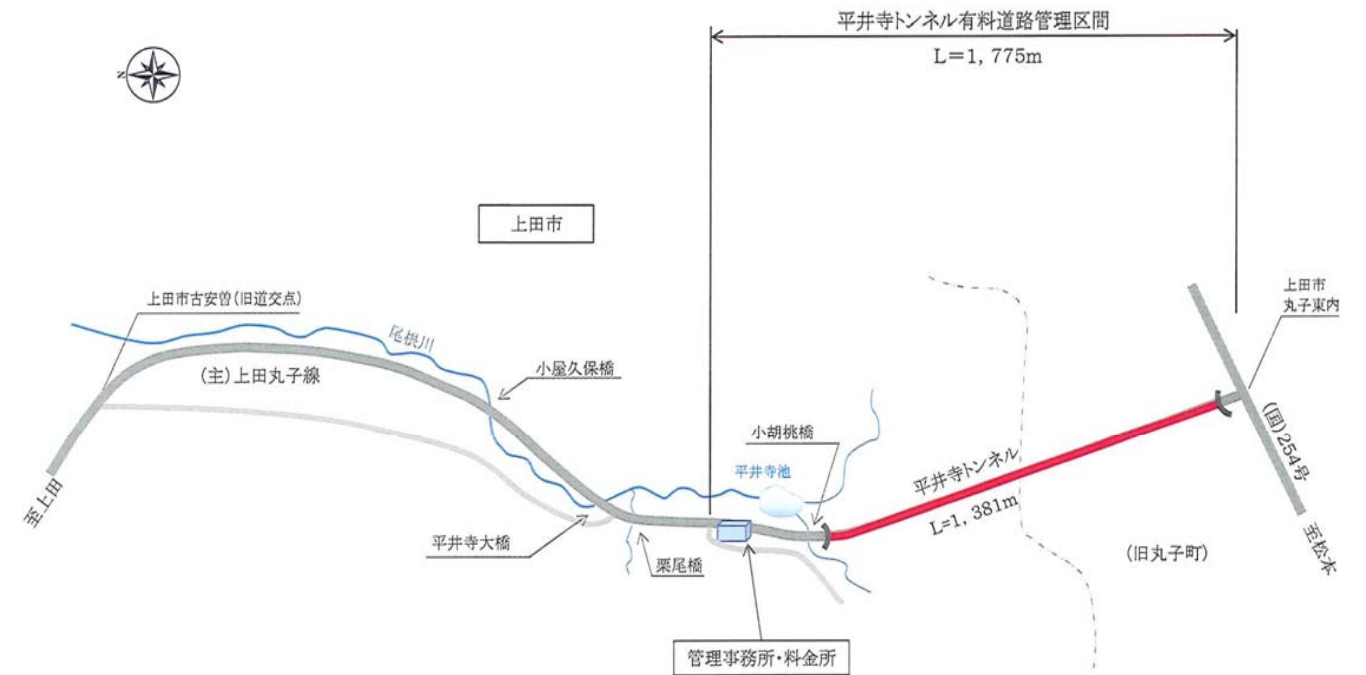 平井寺トンネル有料道路管理区間
L=1,775m
N
上田市
上田市古安曽(旧道交点)
尾根川
(主)上田丸子線
小屋久保橋
上田市
丸子東内
小胡桃橋
平井寺池
平井寺トンネル
L=1,381m
(国)254号
至上田
平井寺大橋
栗尾橋
(旧丸子町)
至松本
管理事務所・料金所